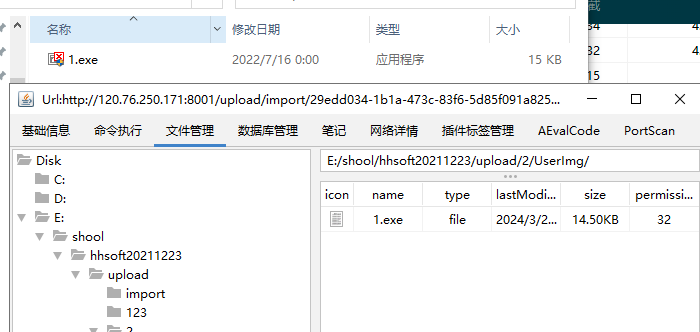 截
名称 修改日期 类型 大小
34 4
1.exe 2022/7/16 0:00 应用程序 15 KB
32 4
15
Url:http://120.76.250.171:8001/upload/import/29edd034-1b1a-473c-83f6-5d85f091a825...
基础信息 命令执行 文件管理 数据库管理 笔记 网络详情 插件标签管理 AEvalCode PortScan
Disk
C:
D:
E:
shool
hhsoft20211223
upload
import
123
2
E:/shool/hhsoft20211223/upload/2/UserImg/
icon name type lastModi... size permissi...
1.exe file 2024/3/2... 14.50KB 32